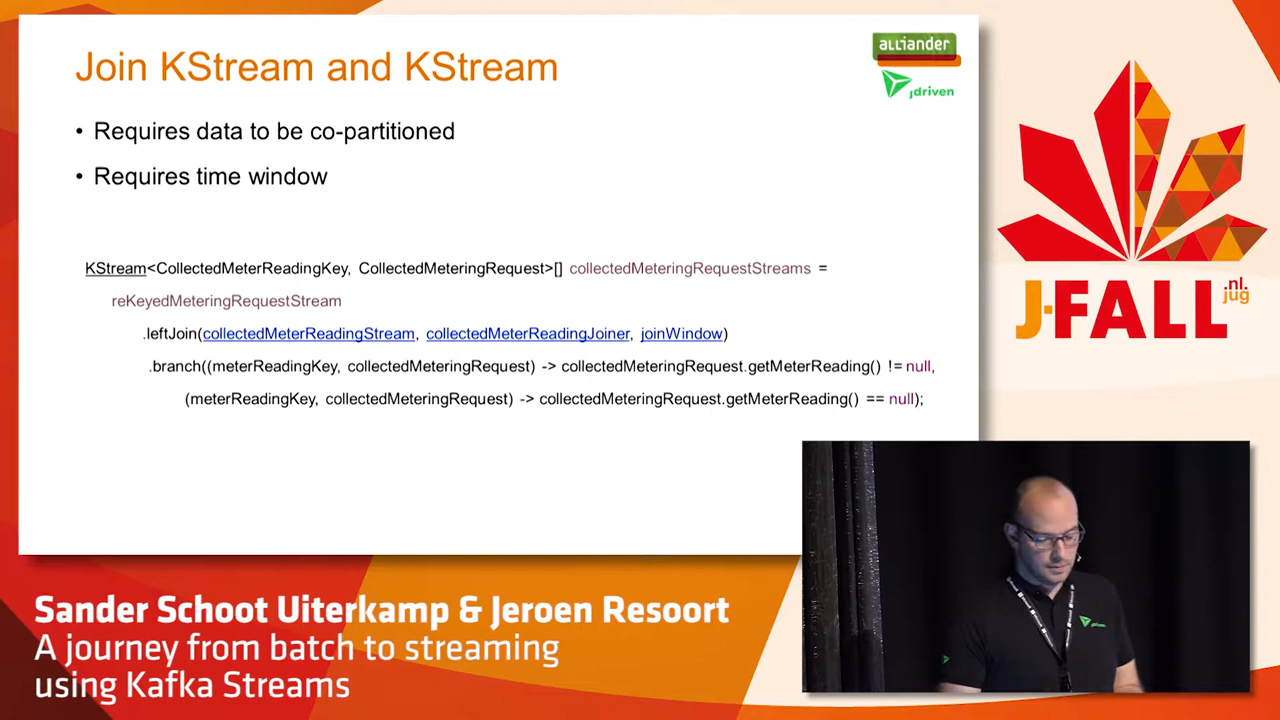 Join KStream and KStream
alliander
jdriven
• Requires data to be co-partitioned
• Requires time window
KStream<CollectedMeterReadingKey, CollectedMeteringRequest>[] collectedMeteringRequestStreams =
reKeyedMeteringRequestStream
.leftJoin(collectedMeterReadingStream, collectedMeterReadingJoiner, joinWindow)
.branch((meterReadingKey, collectedMeteringRequest) -> collectedMeteringRequest.getMeterReading() != null,
(meterReadingKey, collectedMeteringRequest) -> collectedMeteringRequest.getMeterReading() == null);
J-FALL
.nl.
jug
jdriven
Sander Schoot Uiterkamp & Jeroen Resoort
A journey from batch to streaming
using Kafka Streams